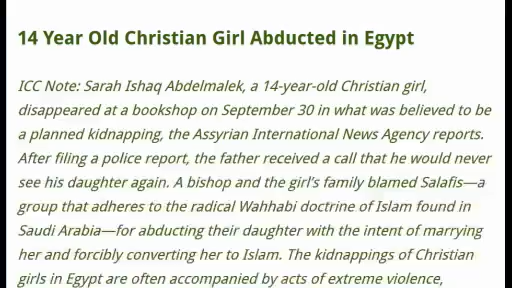 14 Year Old Christian Girl Abducted in Egypt
ICC Note: Sarah Ishaq Abdelmalek, a 14-year-old Christian girl,
disappeared at a bookshop on September 30 in what was believed to be
a planned kidnapping, the Assyrian International News Agency reports.
After filing a police report, the father received a call that he would never
see his daughter again. A bishop and the girl's family blamed Salafis—a
group that adheres to the radical Wahhabi doctrine of Islam found in
Saudi Arabia—for abducting their daughter with the intent of marrying
her and forcibly converting her to Islam. The kidnappings of Christian
girls in Egypt are often accompanied by acts of extreme violence,